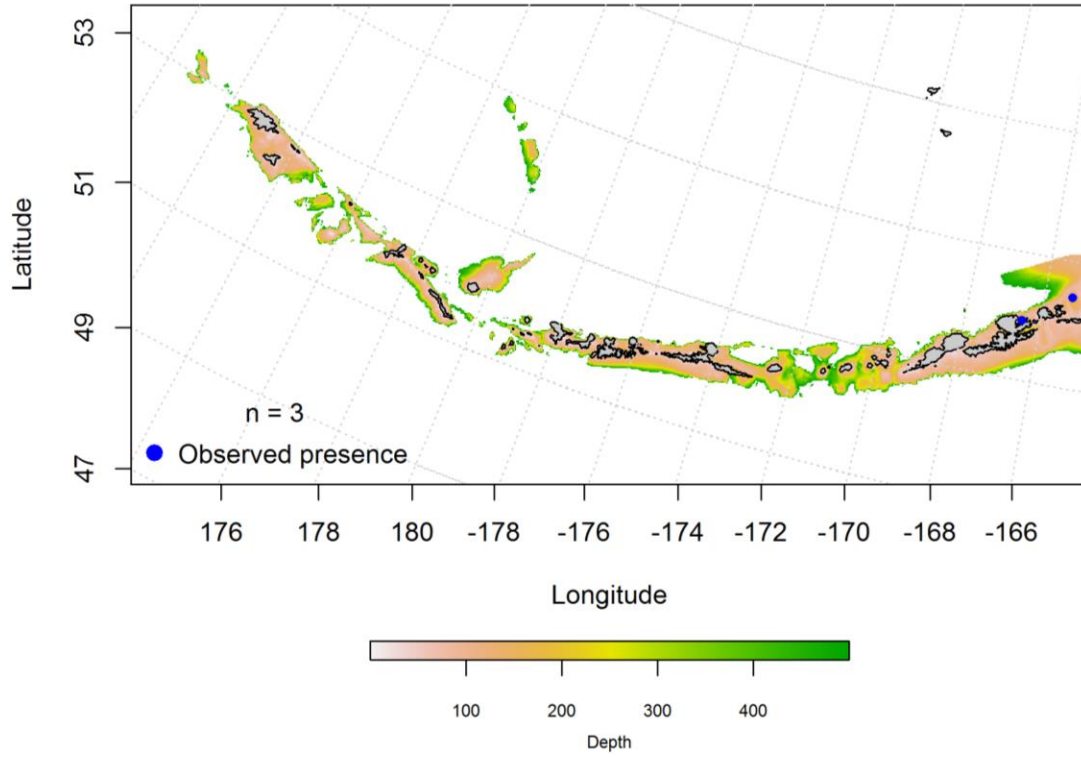 53
51
49
47
Latitude
n = 3
Observed presence
176 178 180 -178 -176 -174 -172 -170 -168 -166
Longitude
100 200 300 400
Depth